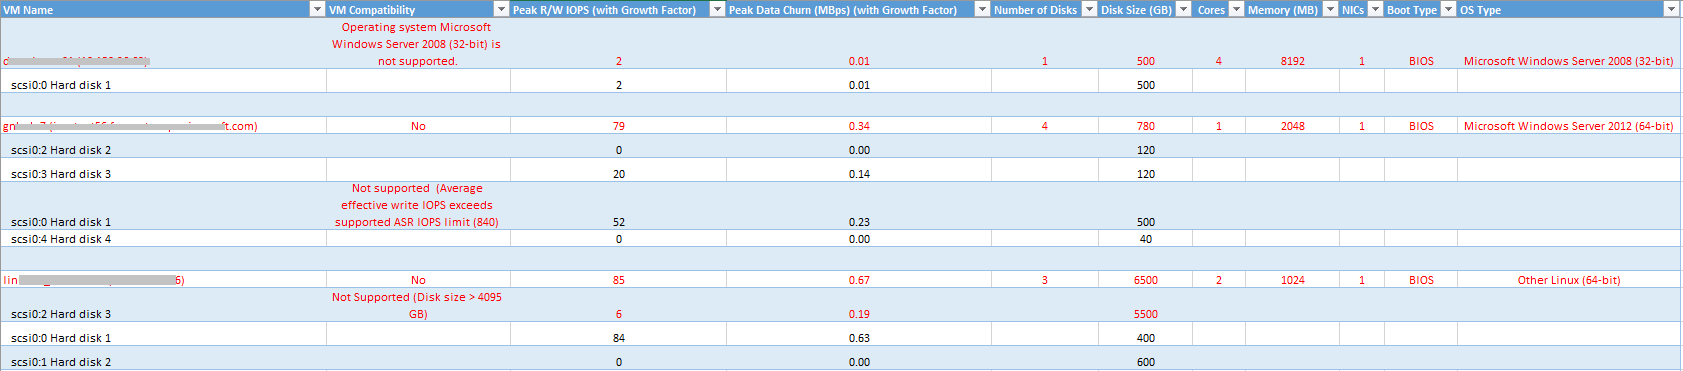 VM Name VM Compatibility Peak R/W IOPS (with Growth Factor) Peak Data Churn (MBps) (with Growth Factor) Number of Disks Disk Size (GB) Cores Memory (MB) NICs Boot Type OS Type
Operating system Microsoft
Windows Server 2008 (32-bit) is
not supported. 2 0.01 1 500 4 8192 1 BIOS Microsoft Windows Server 2008 (32-bit)
scsi0:0 Hard disk 1 2 0.01 500
t.com) No 79 0.34 4 780 1 2048 1 BIOS Microsoft Windows Server 2012 (64-bit)
scsi0:2 Hard disk 2 0 0.00 120
scsi0:3 Hard disk 3 20 0.14 120
Not supported (Average
effective write IOPS exceeds
scsi0:0 Hard disk 1 supported ASR IOPS limit (840) 52 0.23 500
scsi0:4 Hard disk 4 0 0.00 40
lin 6) No 85 0.67 3 6500 2 1024 1 BIOS Other Linux (64-bit)
Not Supported (Disk size > 4095
scsi0:2 Hard disk 3 GB) 6 0.19 5500
scsi0:0 Hard disk 1 84 0.63 400
scsi0:1 Hard disk 2 0 0.00 600